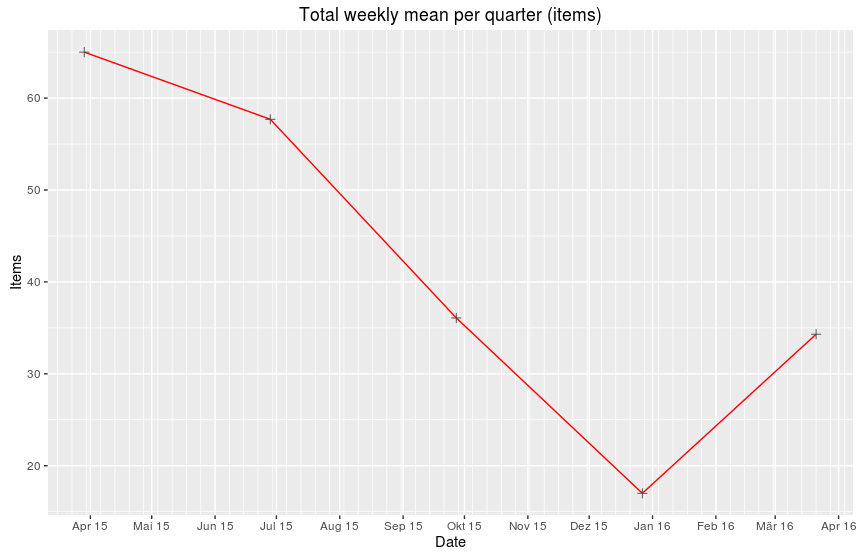 Total weekly mean per quarter (items)
Items
60
50
40
30
20
Apr 15 Mai 15 Jun 15 Jul 15 Aug 15 Sep 15 Okt 15 Nov 15 Dez 15 Jan 16 Feb 16 Mär 16 Apr 16
Date